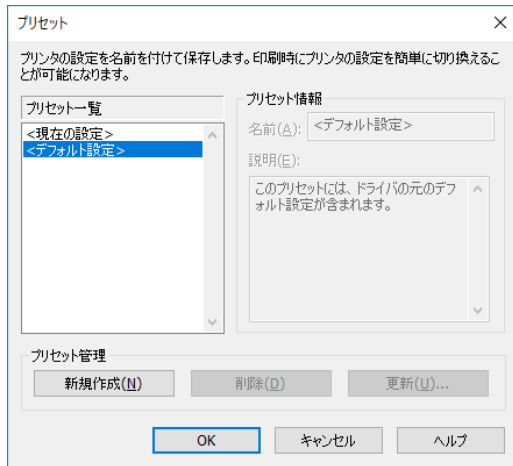 プリセット
プリンタの設定を名前を付けて保存します。印刷時にプリンタの設定を簡単に切り換えるこ
とが可能になります。
プリセット一覧
<現在の設定>
<デフォルト設定>
プリセット情報
名前(A): <デフォルト設定>
説明(E):
このプリセットには、ドライバの元のデフ
ォルト設定が含まれます。
プリセット管理
新規作成(N) 削除(D) 更新(U)...
OK キャンセル ヘルプ